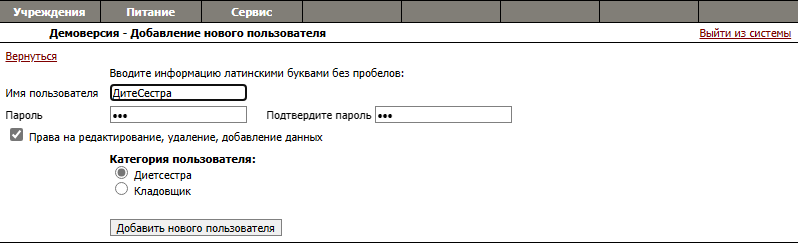 Учреждения Питание Сервис
Демоверсия - Добавление нового пользователя Выйти из системы
Вернуться
Вводите информацию латинскими буквами без пробелов:
Имя пользователя ДитеСестра
Пароль ••• Подтвердите пароль •••
Права на редактирование, удаление, добавление данных
Категория пользователя:
Диетсестра
Кладовщик
Добавить нового пользователя